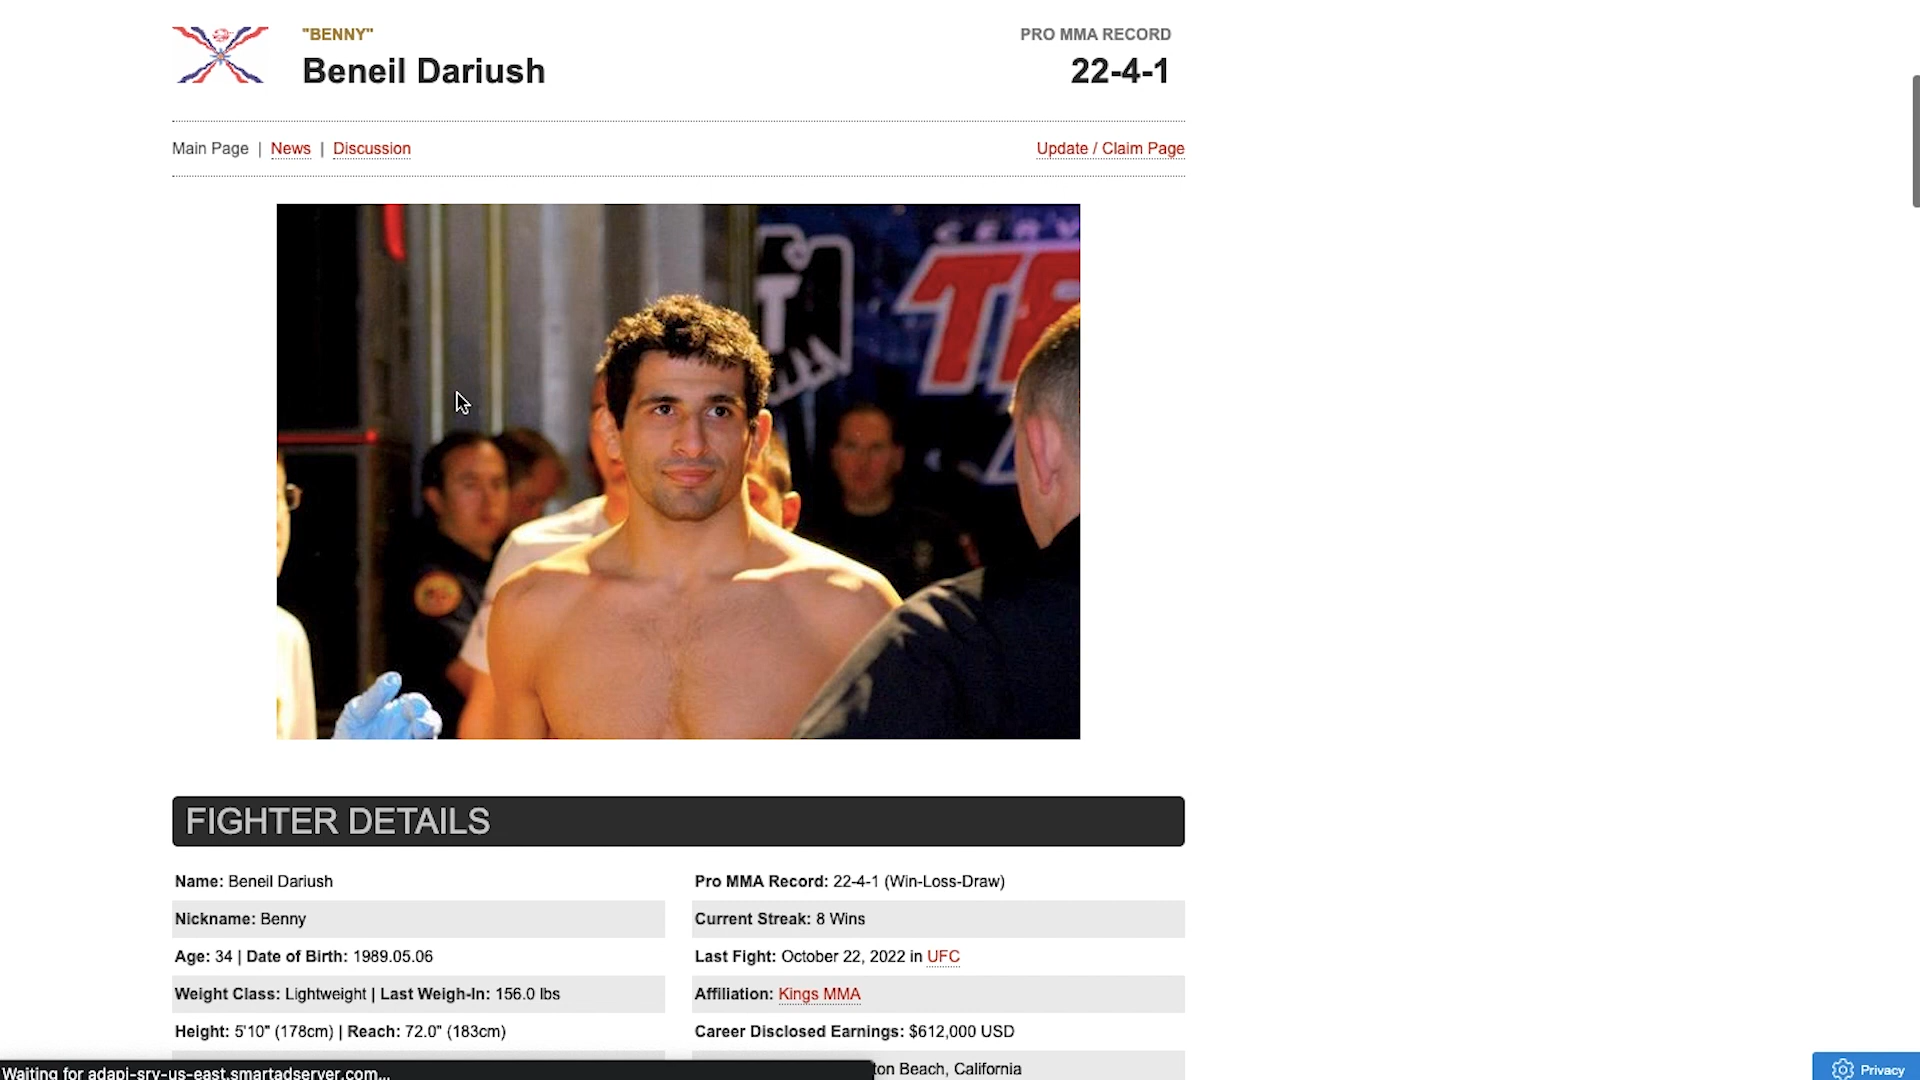 "BENNY"
PRO MMA RECORD
Beneil Dariush
22-4-1
Main Page | News | Discussion
Update / Claim Page
CERV
T
FIGHTER DETAILS
Name: Beneil Dariush
Pro MMA Record: 22-4-1 (Win-Loss-Draw)
Nickname: Benny
Current Streak: 8 Wins
Age: 34 | Date of Birth: 1989.05.06
Last Fight: October 22, 2022 in UFC
Weight Class: Lightweight | Last Weigh-In: 156.0 lbs
Affiliation: Kings MMA
Height: 5'10" (178cm) | Reach: 72.0" (183cm)
Career Disclosed Earnings: $612,000 USD
ton Beach, California
Waiting for adapi-srv-us-east.smartadserver.com...
Privacy